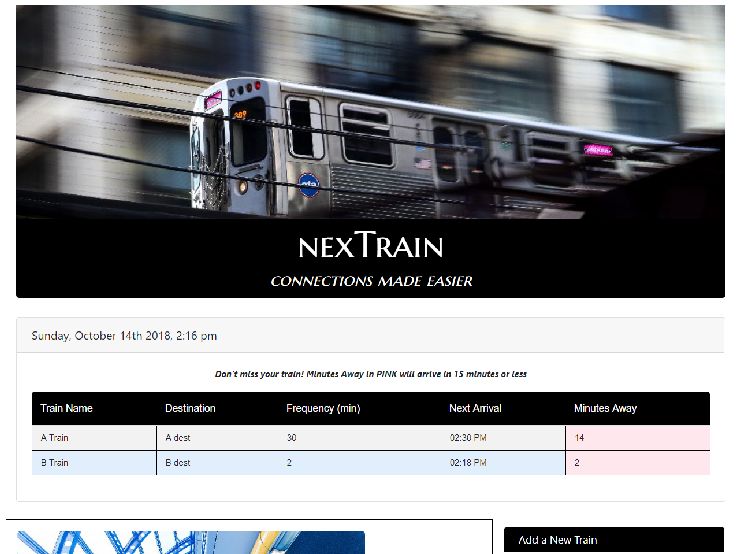 nexTrain
connections made easier
Sunday, October 14th 2018, 2:16 pm
Don't miss your train! Minutes Away in PINK will arrive in 15 minutes or less
Train Name Destination Frequency (min) Next Arrival Minutes Away
A Train A dest 30 02:30 PM 14
B Train B dest 2 02:18 PM 2
Add a New Train